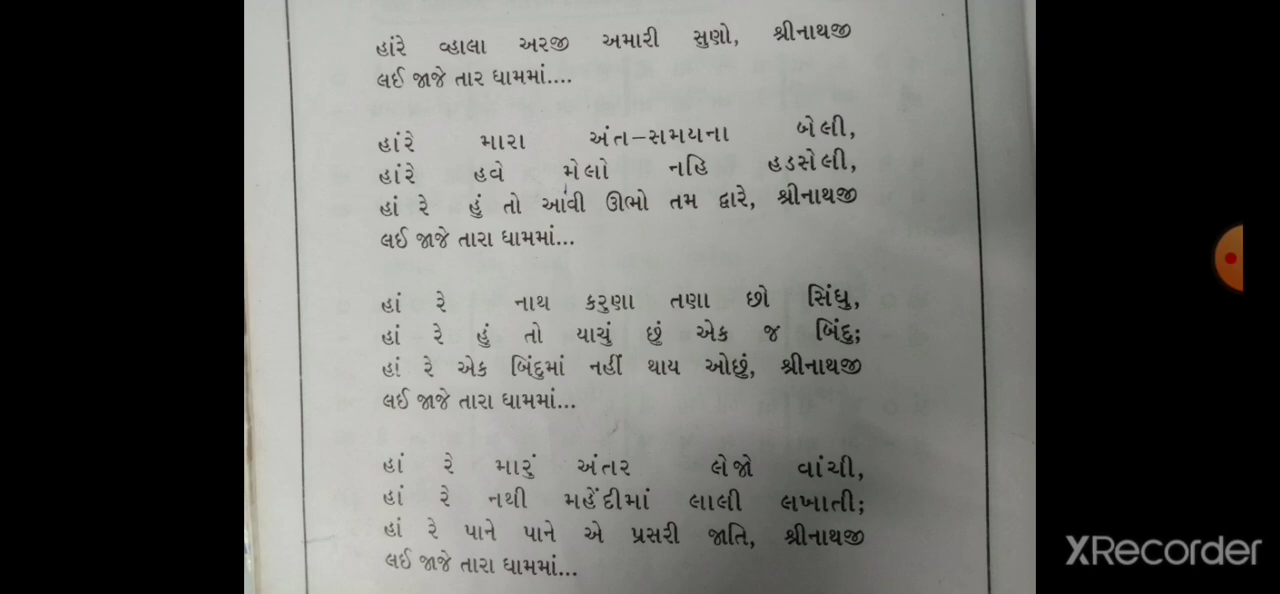 હાંરે વ્હાલા અરજી અમારી સુણો, શ્રીનાથજી
લઈ જાજે તાર ધામમાં....
હાંરે મારા અંત-સમયના બેલી,
હાંરે હવે મેલો નહિ હડસેલી,
હાં રે હું તો આવી ઊભો તમ દ્વારે, શ્રીનાથજી
લઈ જાજે તારા ધામમાં...
હાં રે નાથ કરુણા તણા છો સિંધુ,
હાં રે હું તો યાચું છું એક જ બિંદુ;
હાં રે એક બિંદુમાં નહીં થાય ઓછું, શ્રીનાથજી
લઈ જાજે તારા ધામમાં...
હાં રે મારું અંતર લેજો વાંચી,
હાં રે નથી મહેંદીમાં લાલી લખાતી;
હાં રે પાને પાને એ પ્રસરી જાતિ, શ્રીનાથજી
લઈ જાજે તારા ધામમાં...
XRecorder